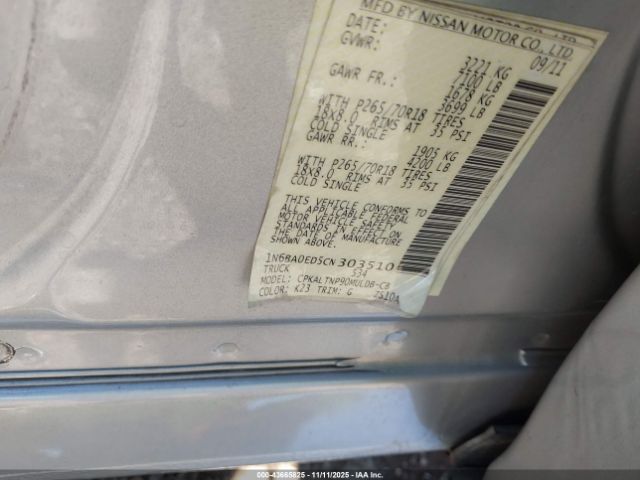 MFD BY NISSAN MOTOR CO., LTD.
DATE: 09/11
GVWR: 3221 KG
7100 LB
GAWR FR.: 1678 KG
3699 LB
WITH P265/70R18 TIRES
18X8.0 RIMS AT 35 PSI
COLD SINGLE
GAWR RR.: 1905 KG
4200 LB
WITH P265/70R18 TIRES
18X8.0 RIMS AT 35 PSI
COLD SINGLE
THIS VEHICLE CONFORMS TO
ALL APPLICABLE FEDERAL
MOTOR VEHICLE SAFETY
STANDARDS IN EFFECT ON
THE DATE OF MANUFACTURE
SHOWN ABOVE.
1N6BA0ED5CN303510
TRUCK 534
MODEL: CPKALTNP90MULDB-CB
COLOR: K23 TRIM: G
000-43665825 - 11/11/2025 - IAA Inc.